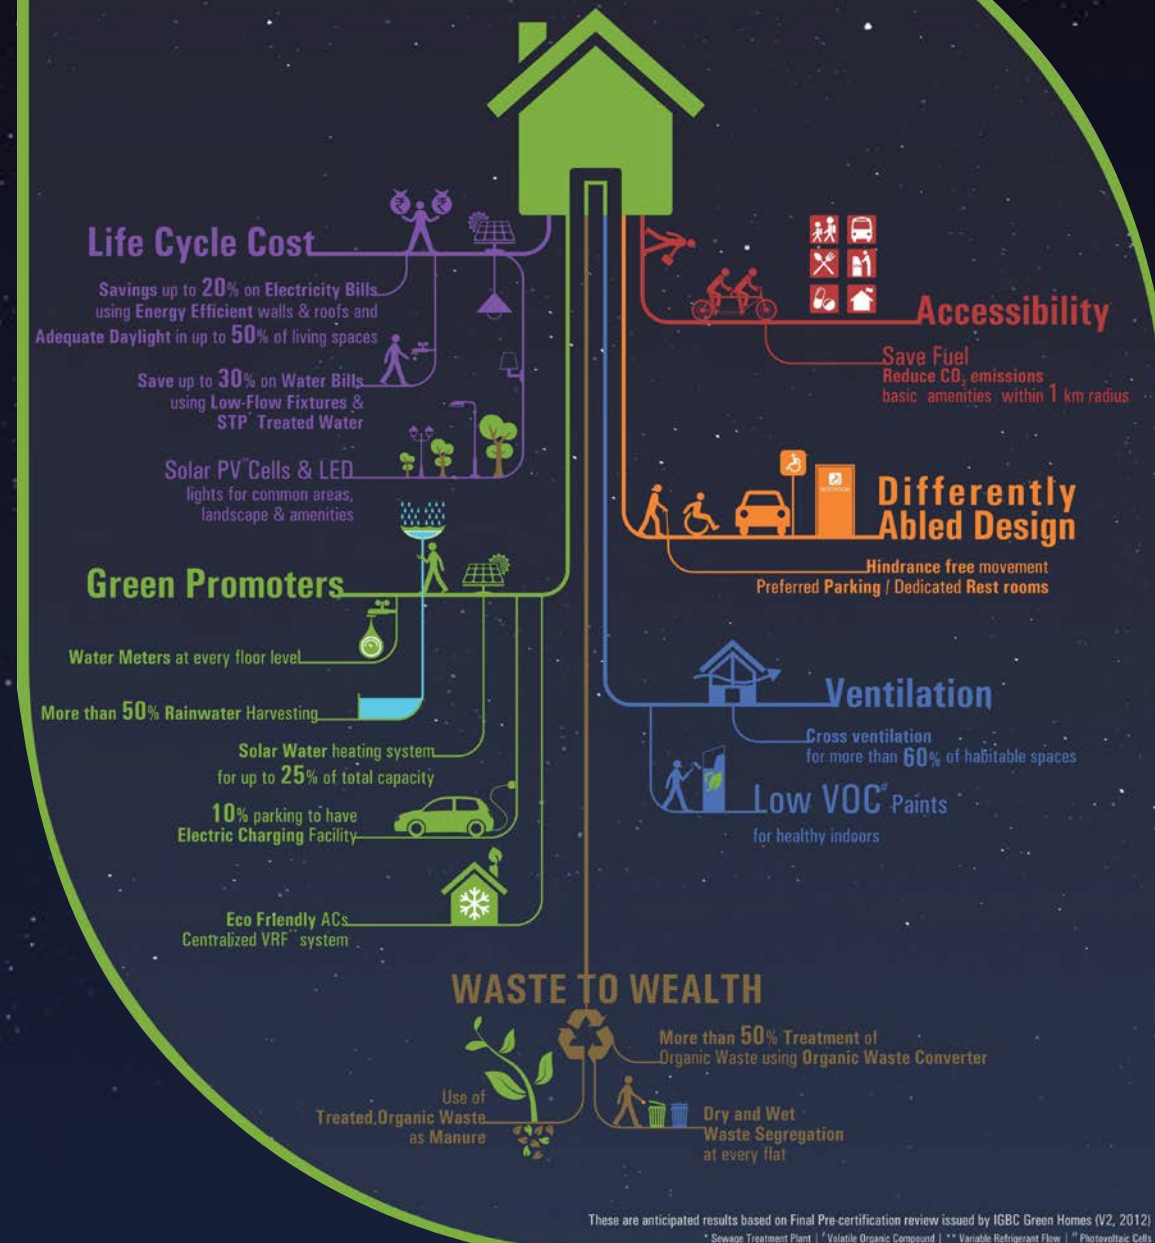 Life Cycle Cost
Savings up to 20% on Electricity Bills
using Energy Efficient walls & roofs and
Adequate Daylight in up to 50% of living spaces
Save up to 30% on Water Bills
using Low-Flow Fixtures &
STP* Treated Water
Solar PV## Cells & LED
lights for common areas,
landscape & amenities
Green Promoters
Water Meters at every floor level
More than 50% Rainwater Harvesting
Solar Water heating system
for up to 25% of total capacity
10% parking to have
Electric Charging Facility
Eco Friendly ACs
Centralized VRF** system
Accessibility
Save Fuel
Reduce CO₂ emissions
basic amenities within 1 km radius
Differently
Abled Design
Hindrance free movement
Preferred Parking / Dedicated Rest rooms
Ventilation
Cross ventilation
for more than 60% of habitable spaces
Low VOC# Paints
for healthy indoors
WASTE TO WEALTH
More than 50% Treatment of
Organic Waste using Organic Waste Converter
Use of
Treated Organic Waste
as Manure
Dry and Wet
Waste Segregation
at every flat
These are anticipated results based on Final Pre-certification review issued by IGBC Green Homes (V2, 2012)
* Sewage Treatment Plant | # Volatile Organic Compound | ** Variable Refrigerant Flow | ## Photovoltaic Cells